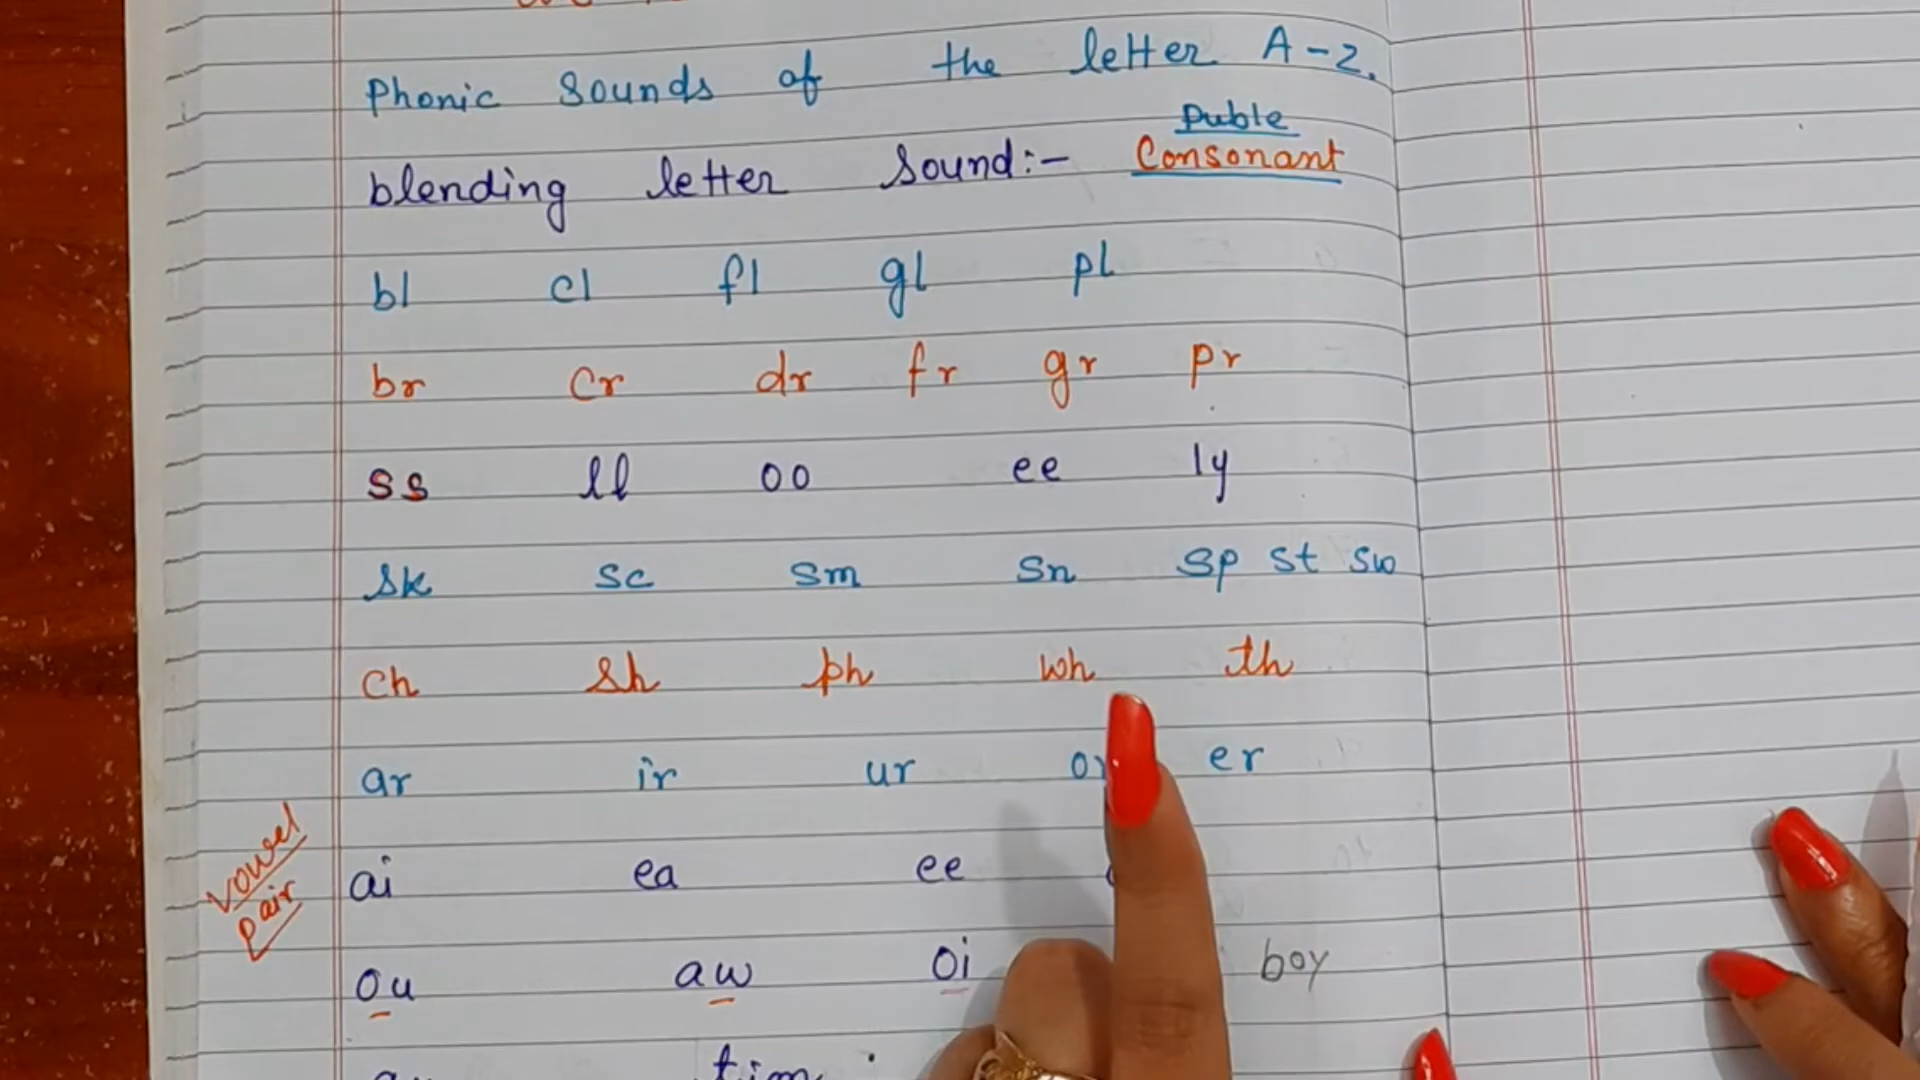 Phonic Sounds of the letter A-Z.
Duble
blending letter Sound:- Consonant
bl cl fl gl pl
br cr dr fr gr pr
ss ll oo ee ly
sk sc sm sn sp st sw
ch sh ph wh th
ar ir ur er
Vowel
pair
ai ea ee
ou aw oi boy